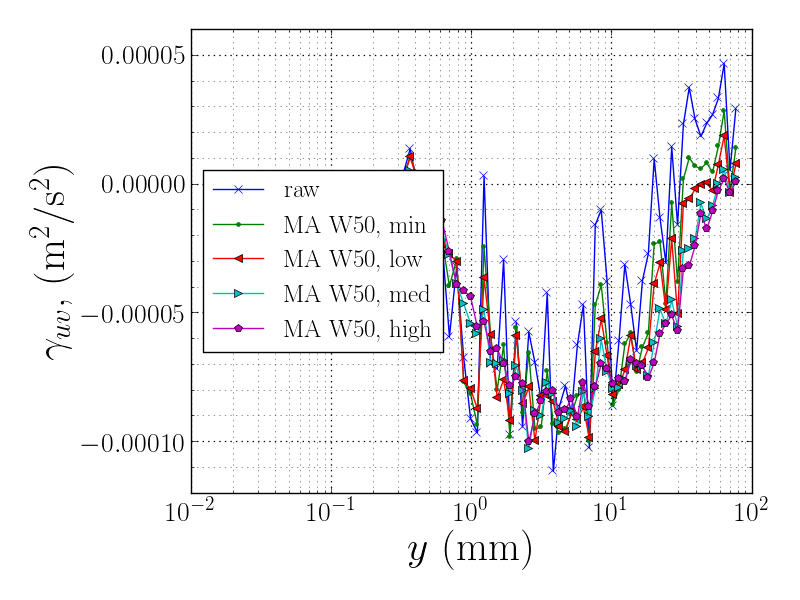 0.00005
0.00000
−0.00005
−0.00010
γuv, (m²/s²)
raw
MA W50, min
MA W50, low
MA W50, med
MA W50, high
10⁻² 10⁻¹ 10⁰ 10¹ 10²
y (mm)